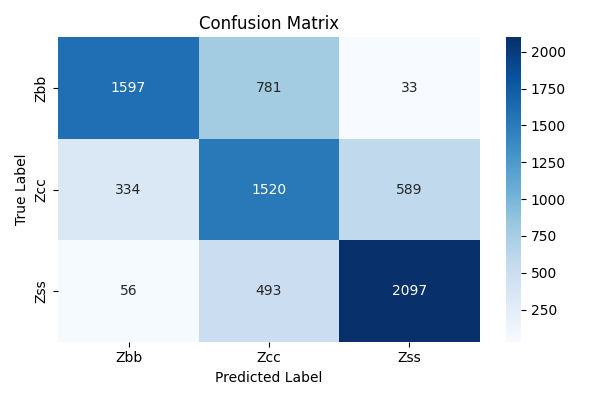 Confusion Matrix
Zbb
1597
781
33
Zcc
334
1520
589
Zss
56
493
2097
True Label
Zbb
Zcc
Zss
Predicted Label
2000
1750
1500
1250
1000
750
500
250